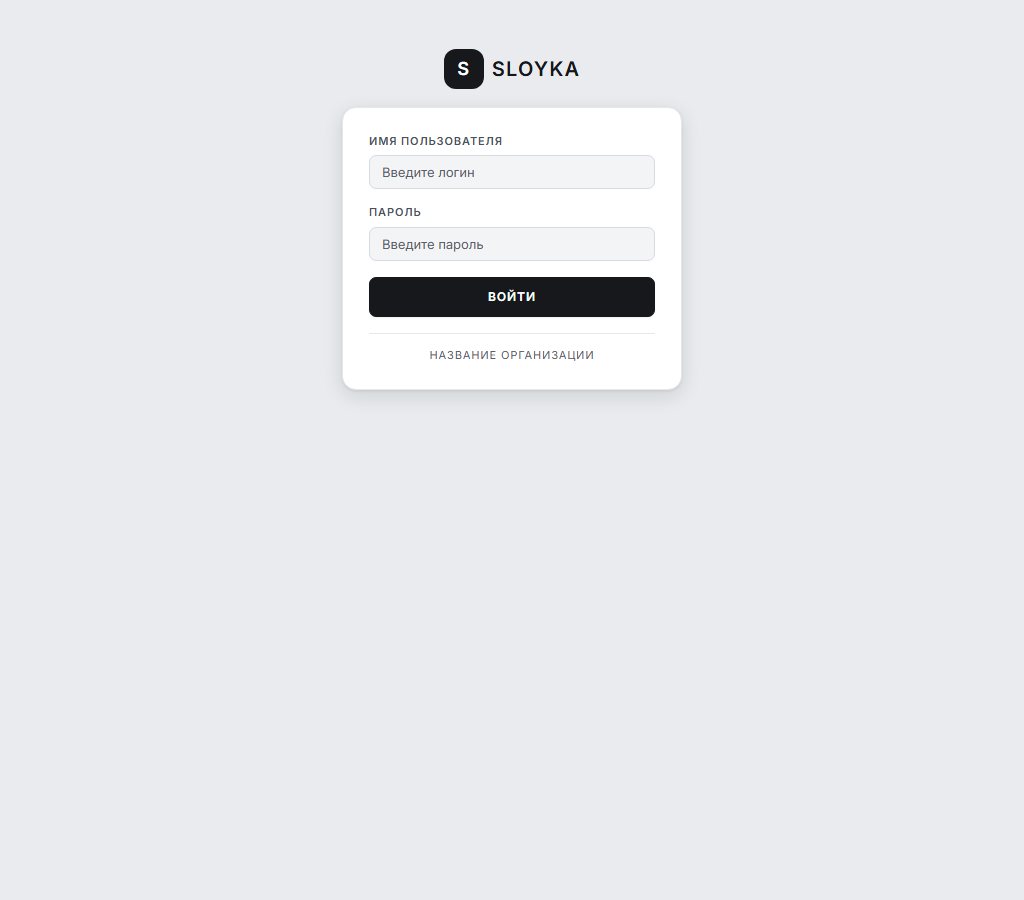 S SLOYKA
ИМЯ ПОЛЬЗОВАТЕЛЯ
Введите логин
ПАРОЛЬ
Введите пароль
ВОЙТИ
НАЗВАНИЕ ОРГАНИЗАЦИИ